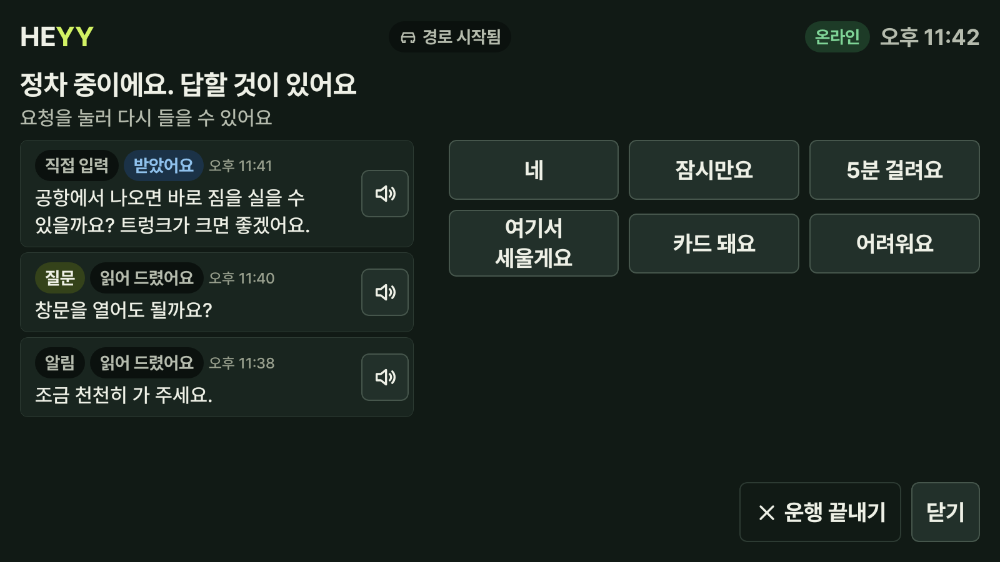 HEYY
경로 시작됨
온라인 오후 11:42
정차 중이에요. 답할 것이 있어요
요청을 눌러 다시 들을 수 있어요
직접 입력 받았어요 오후 11:41
공항에서 나오면 바로 짐을 실을 수
있을까요? 트렁크가 크면 좋겠어요.
질문 읽어 드렸어요 오후 11:40
창문을 열어도 될까요?
알림 읽어 드렸어요 오후 11:38
조금 천천히 가 주세요.
네
잠시만요
5분 걸려요
여기서
세울게요
카드 돼요
어려워요
운행 끝내기
닫기